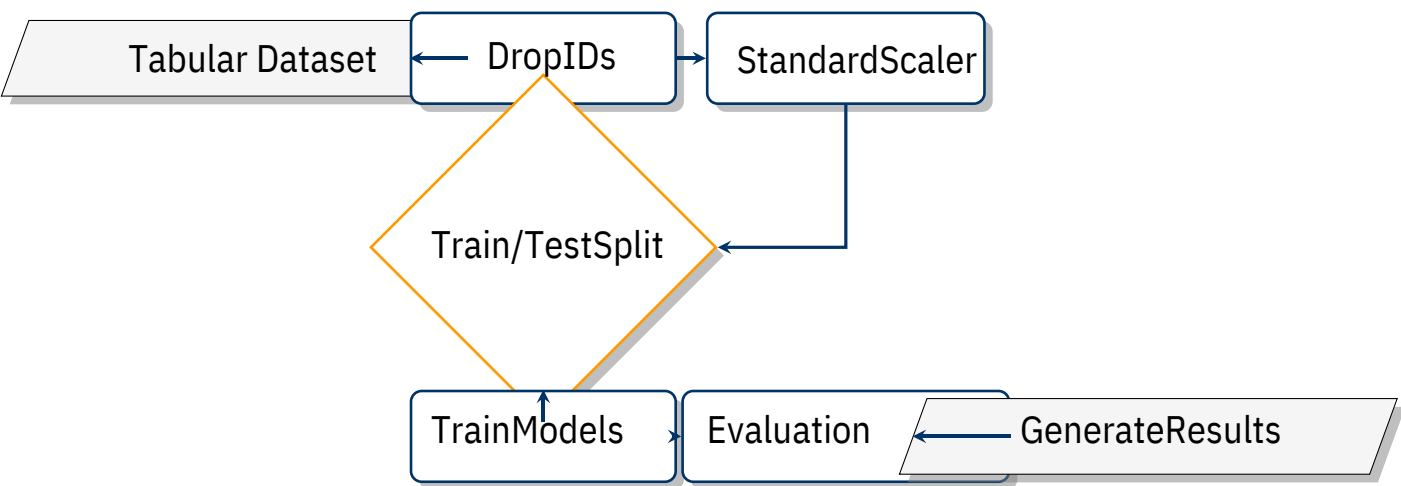 Tabular Dataset
DropIDs
StandardScaler
Train/TestSplit
TrainModels
Evaluation
GenerateResults